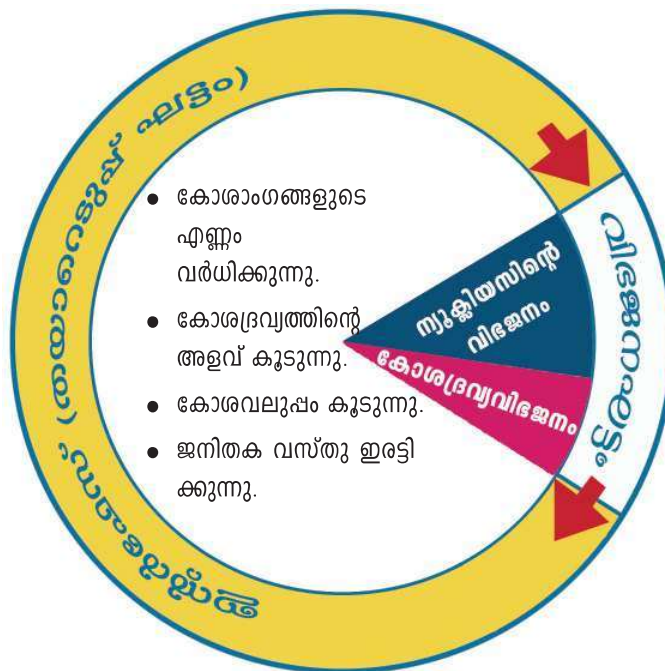 ഇന്റർഫേസ് (തയ്യാറെടുപ്പ് ഘട്ടം)
• കോശാംഗങ്ങളുടെ
എണ്ണം
വർധിക്കുന്നു.
• കോശദ്രവ്യത്തിന്റെ
അളവ് കൂടുന്നു.
• കോശവലുപ്പം കൂടുന്നു.
• ജനിതക വസ്തു ഇരട്ടി
ക്കുന്നു.
ന്യൂക്ലിയസിന്റെ
വിഭജനം
കോശദ്രവ്യവിഭജനം
വിഭജനഘട്ടം